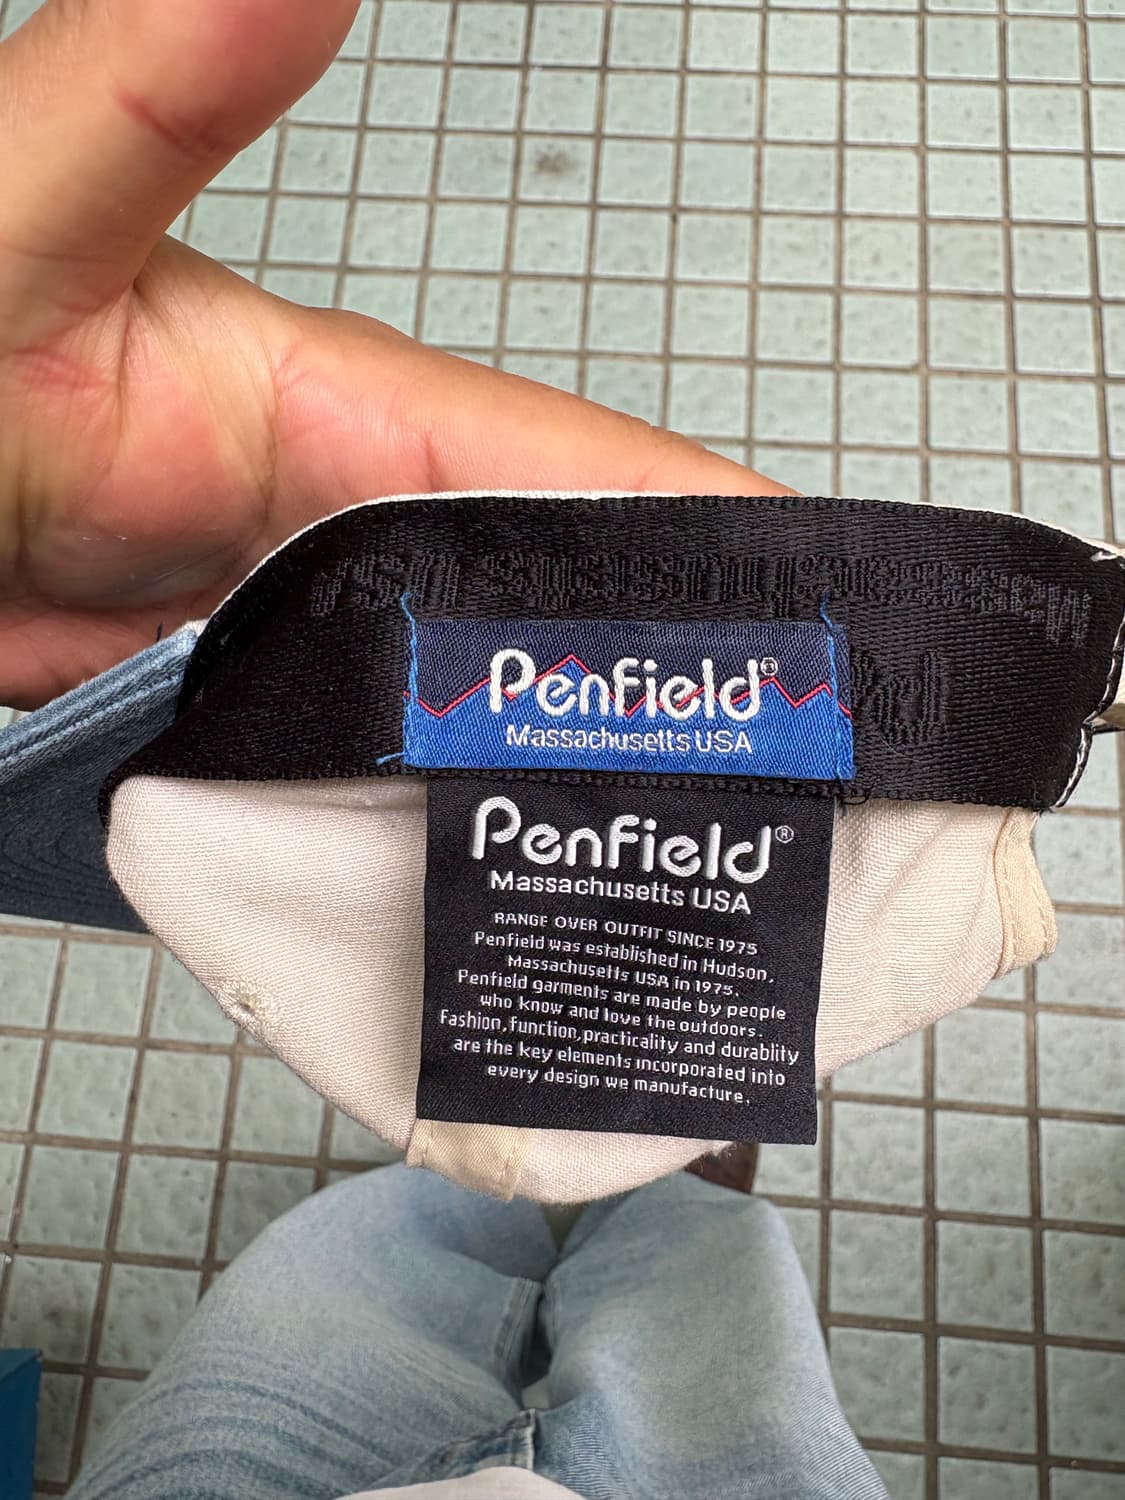 Massachusetts USA
Penfield®
Massachusetts USA
Penfield®
Massachusetts USA
RANGE OVER OUTFIT SINCE 1975
Penfield was established in Hudson,
Massachusetts USA in 1975.
Penfield garments are made by people
who know and love the outdoors.
Fashion, function, practicality and durablity
are the key elements incorporated into
every design we manufacture.